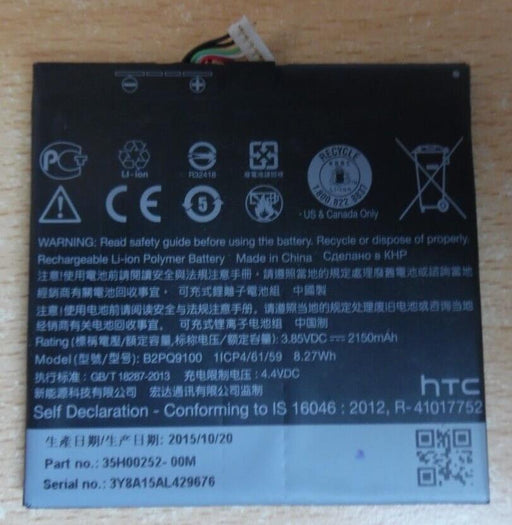 Li-ion
R32418
廢電池請回收
RECYCLE
1.800.822.8837
US & Canada Only
5
WARNING: Read safety guide before using the battery. Recycle or dispose of properly.
Rechargeable Li-ion Polymer Battery Made in China Сделано в КНР
注意!使用電池前請閱讀安全與法規注意手冊，請遵照當地的規定處理廢舊電池或咨詢當地
經銷商有關電池回收事宜。 可充式鋰離子電池組 中國製
注意!使用电池前请阅读安全与法规注意手册。请遵循当地的规定处理废旧电池或咨询当地
经销商有关电池回收事宜。 可充式锂离子电池组 中国制
Rating (標稱電壓/額定容量, 标称电压/额定容量): 3.85VDC 2150mAh
Model(型號/型号): B2PQ9100 1ICP4/61/59 8.27Wh
执行标准: GB/T 18287-2013 充电限制电压: 4.4VDC
新能源科技有限公司 宏达通讯有限公司监制
htc
Self Declaration - Conforming to IS 16046 : 2012, R-41017752
生產日期/生产日期: 2015/10/20
Part no.: 35H00252- 00M
Serial no.: 3Y8A15AL429676